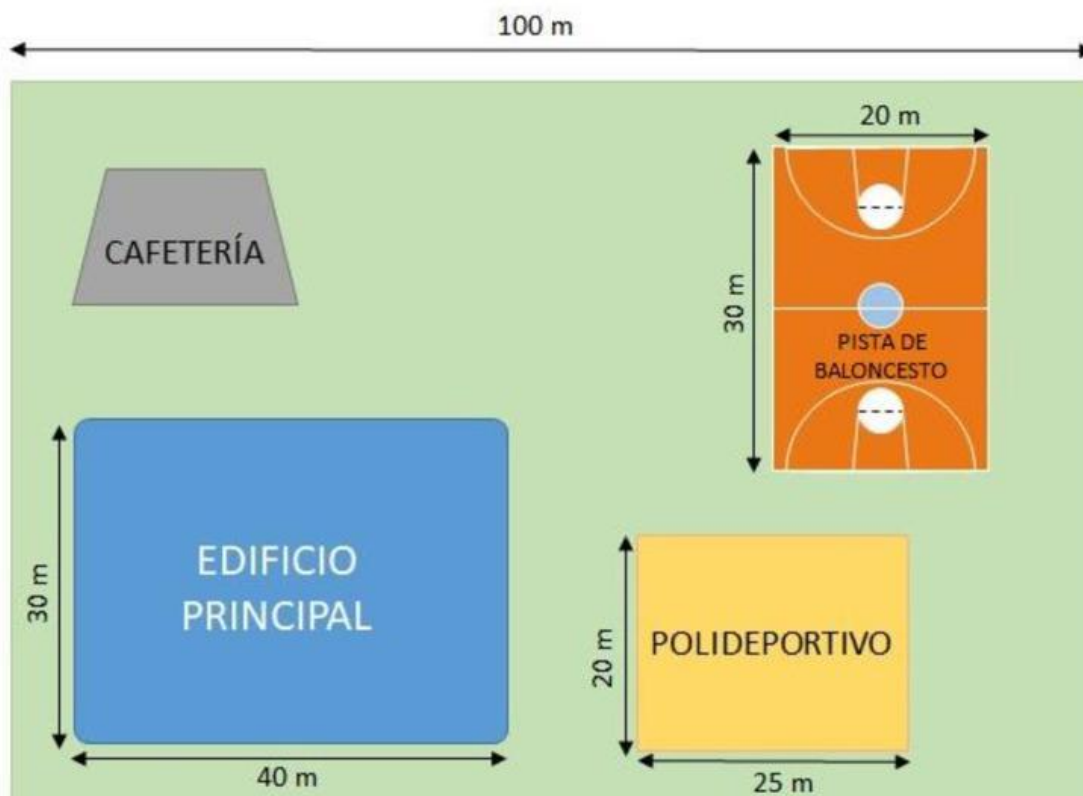 100 m
20 m
CAFETERÍA
30 m
PISTA DE
BALONCESTO
30 m
EDIFICIO
PRINCIPAL
40 m
20 m
POLIDEPORTIVO
25 m